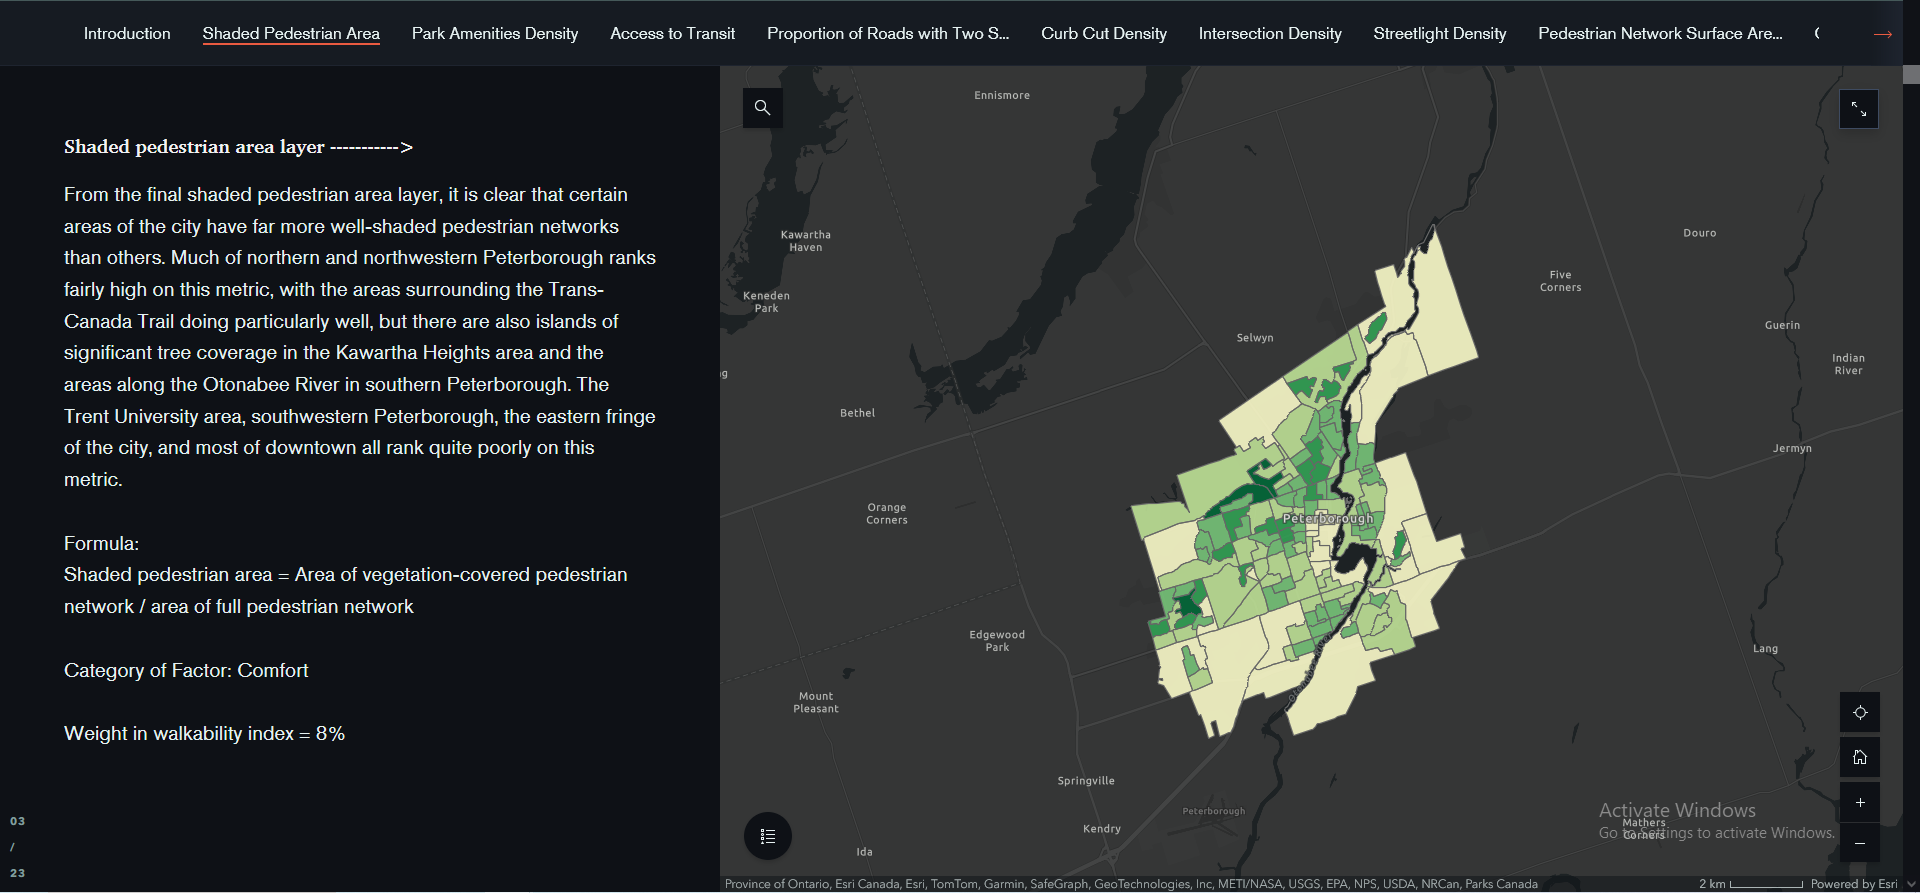 Introduction
Shaded Pedestrian Area
Park Amenities Density
Access to Transit
Proportion of Roads with Two S...
Curb Cut Density
Intersection Density
Streetlight Density
Pedestrian Network Surface Are...
Shaded pedestrian area layer ----------->
From the final shaded pedestrian area layer, it is clear that certain
areas of the city have far more well-shaded pedestrian networks
than others. Much of northern and northwestern Peterborough ranks
fairly high on this metric, with the areas surrounding the Trans-
Canada Trail doing particularly well, but there are also islands of
significant tree coverage in the Kawartha Heights area and the
areas along the Otonabee River in southern Peterborough. The
Trent University area, southwestern Peterborough, the eastern fringe
of the city, and most of downtown all rank quite poorly on this
metric.
Formula:
Shaded pedestrian area = Area of vegetation-covered pedestrian
network / area of full pedestrian network
Category of Factor: Comfort
Weight in walkability index = 8%
03
/
23
Ennismore
Kawartha
Haven
Keneden
Park
Douro
Five
Corners
Selwyn
Guerin
Indian
River
Bethel
Jermyn
Orange
Corners
Peterborough
Edgewood
Park
Otonabee River
Lang
Mount
Pleasant
Springville
Peterborough
Kendry
Ida
Mathers
Corners
Activate Windows
Go to Settings to activate Windows.
Province of Ontario, Esri Canada, Esri, TomTom, Garmin, SafeGraph, GeoTechnologies, Inc, METI/NASA, USGS, EPA, NPS, USDA, NRCan, Parks Canada
2 km
Powered by Esri